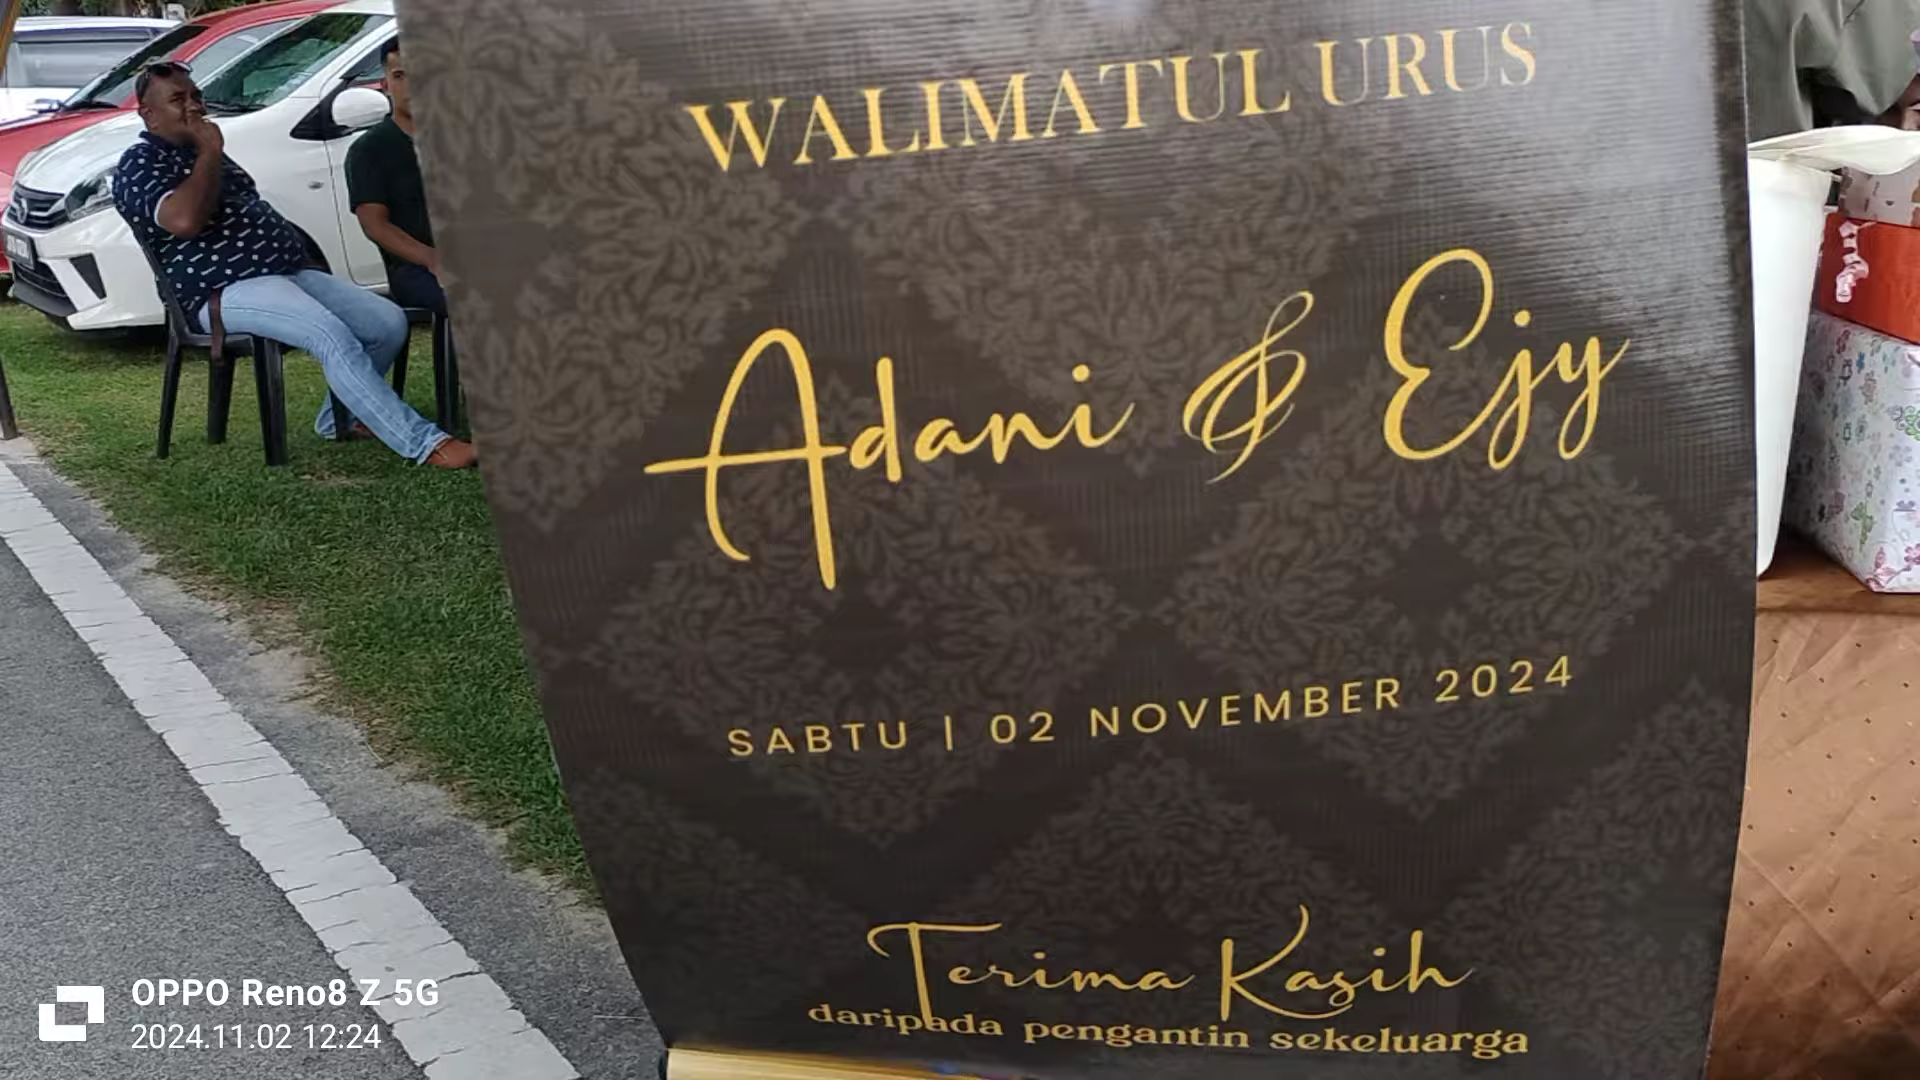 WALIMATUL URUS
Adani & Ejy
SABTU | 02 NOVEMBER 2024
Terima Kasih
daripada pengantin sekeluarga
OPPO Reno8 Z 5G
2024.11.02 12:24